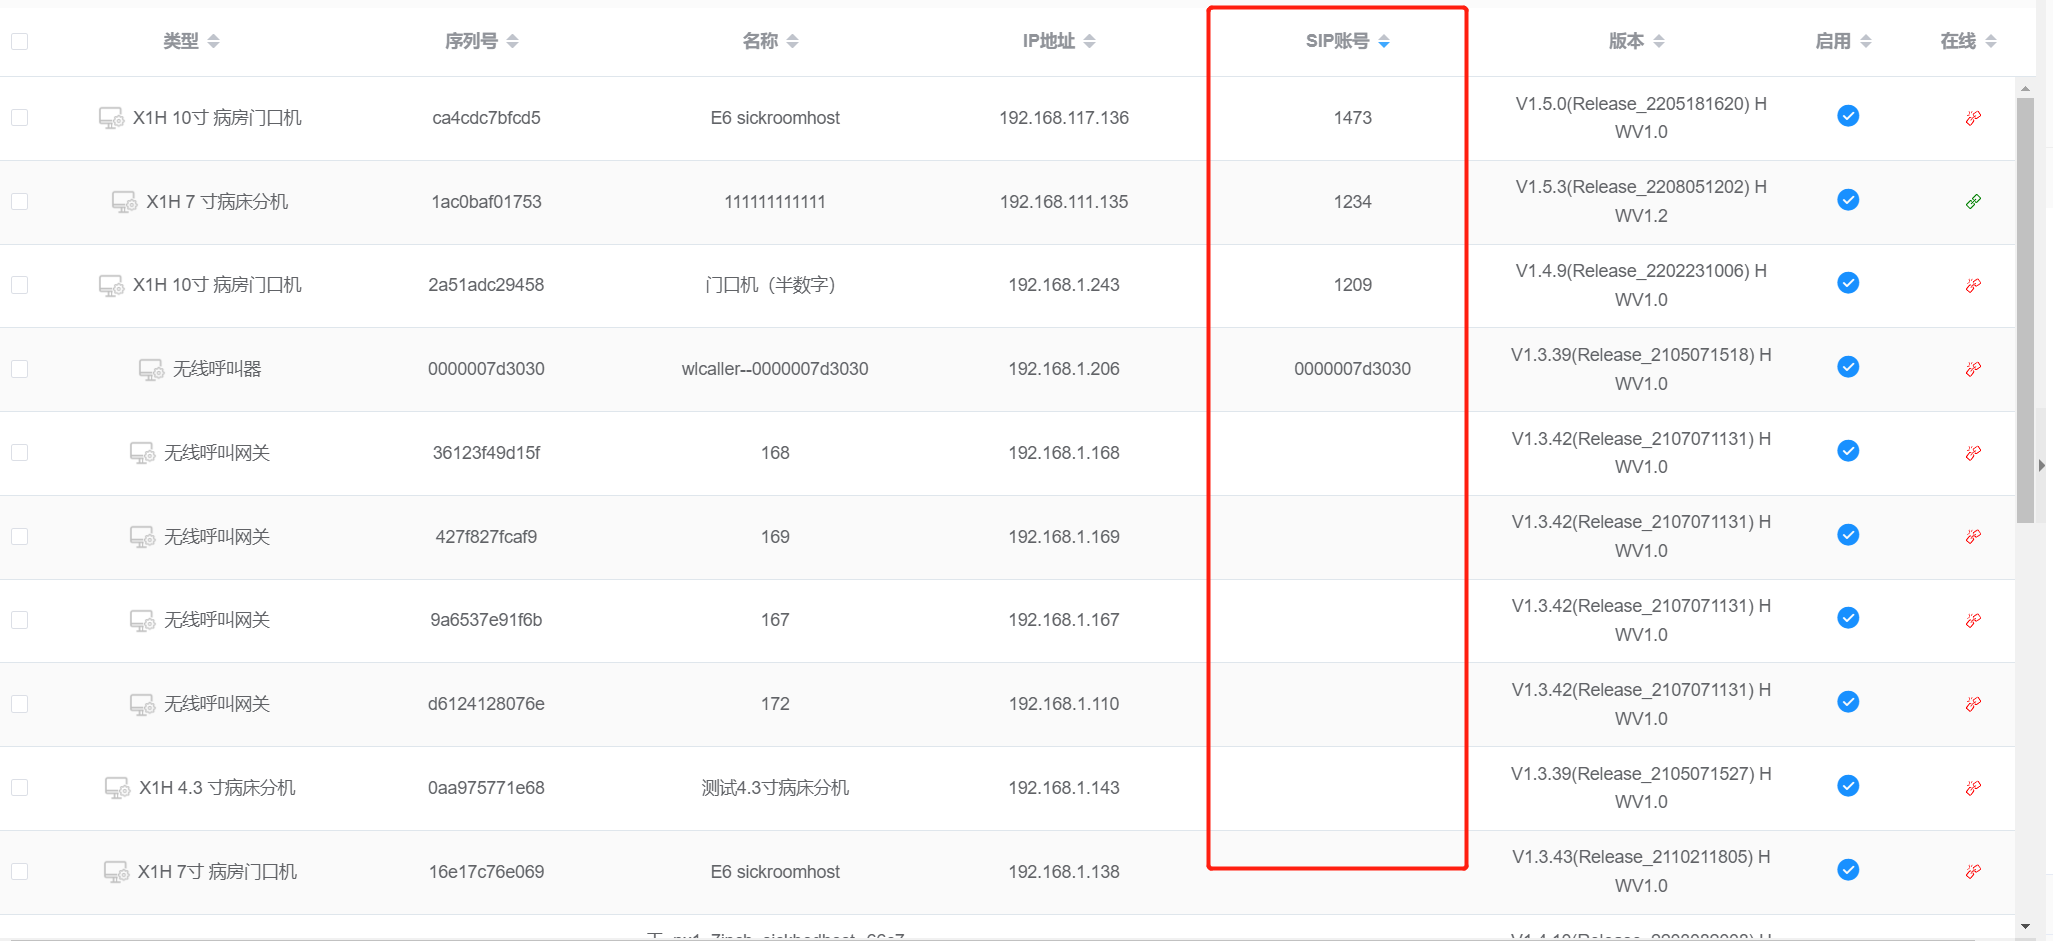 类型 序列号 名称 IP地址 SIP账号 版本 启用 在线
X1H 10寸 病房门口机 ca4cdc7bfcd5 E6 sickroomhost 192.168.117.136 1473 V1.5.0(Release_2205181620) H
WV1.0
X1H 7 寸病床分机 1ac0baf01753 111111111111 192.168.111.135 1234 V1.5.3(Release_2208051202) H
WV1.2
X1H 10寸 病房门口机 2a51adc29458 门口机（半数字） 192.168.1.243 1209 V1.4.9(Release_2202231006) H
WV1.0
无线呼叫器 0000007d3030 wlcaller--0000007d3030 192.168.1.206 0000007d3030 V1.3.39(Release_2105071518) H
WV1.0
无线呼叫网关 36123f49d15f 168 192.168.1.168 V1.3.42(Release_2107071131) H
WV1.0
无线呼叫网关 427f827fcaf9 169 192.168.1.169 V1.3.42(Release_2107071131) H
WV1.0
无线呼叫网关 9a6537e91f6b 167 192.168.1.167 V1.3.42(Release_2107071131) H
WV1.0
无线呼叫网关 d6124128076e 172 192.168.1.110 V1.3.42(Release_2107071131) H
WV1.0
X1H 4.3 寸病床分机 0aa975771e68 测试4.3寸病床分机 192.168.1.143 V1.3.39(Release_2105071527) H
WV1.0
X1H 7寸 病房门口机 16e17c76e069 E6 sickroomhost 192.168.1.138 V1.3.43(Release_2110211805) H
WV1.0